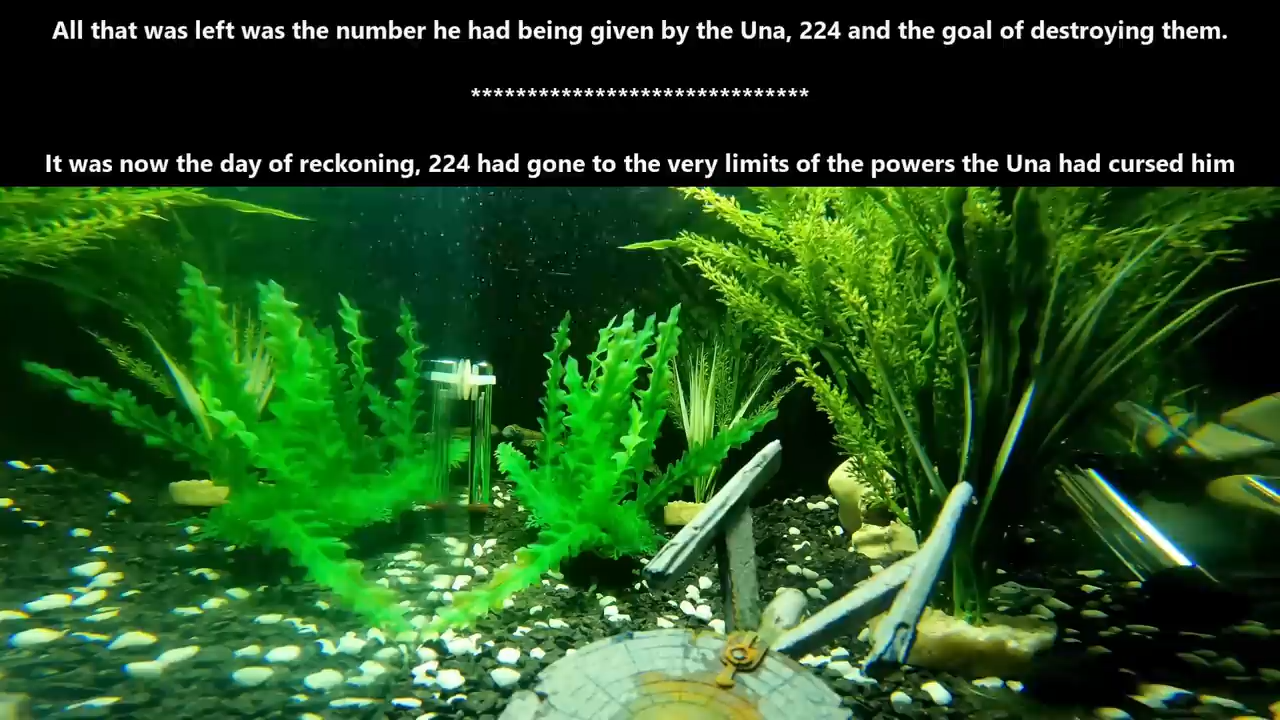 All that was left was the number he had being given by the Una, 224 and the goal of destroying them.
******************************
It was now the day of reckoning, 224 had gone to the very limits of the powers the Una had cursed him